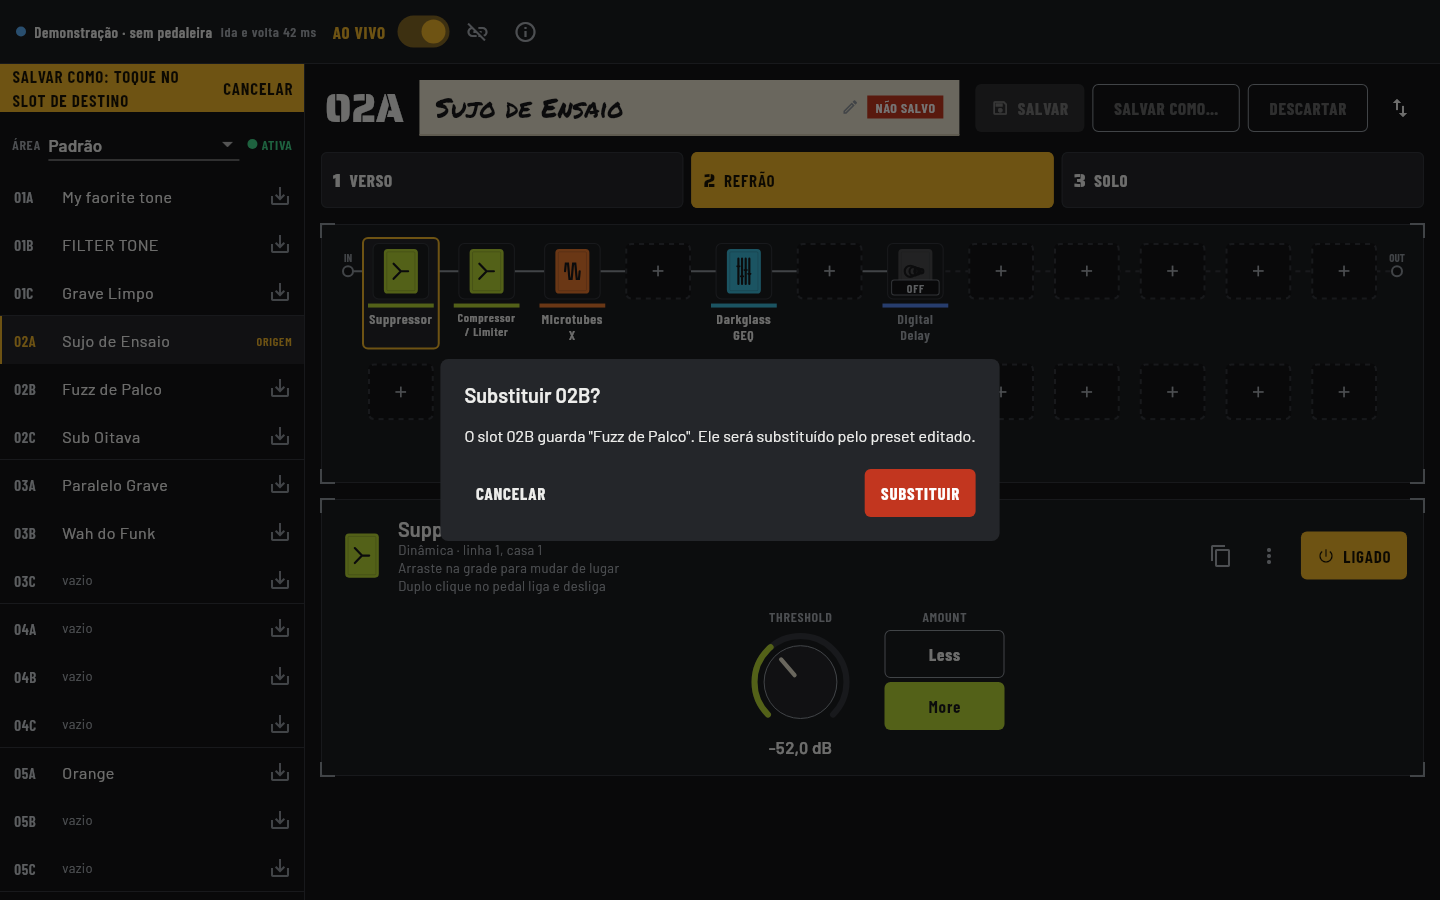 Demonstração · sem pedaleira Ida e volta 42 ms AO VIVO
SALVAR COMO: TOQUE NO
SLOT DE DESTINO
CANCELAR
ÁREA Padrão ATIVA
01A My faorite tone
01B FILTER TONE
01C Grave Limpo
02A Sujo de Ensaio ORIGEM
02B Fuzz de Palco
02C Sub Oitava
03A Paralelo Grave
03B Wah do Funk
03C vazio
04A vazio
04B vazio
04C vazio
05A Orange
05B vazio
05C vazio
02A Sujo de Ensaio NÃO SALVO SALVAR SALVAR COMO... DESCARTAR
1 VERSO
2 REFRÃO
3 SOLO
IN
OUT
OFF
Suppressor
Compressor
/ Limiter
Microtubes
X
Darkglass
GEQ
Digital
Delay
Substituir 02B?
O slot 02B guarda "Fuzz de Palco". Ele será substituído pelo preset editado.
CANCELAR
SUBSTITUIR
Supp
Dinâmica · linha 1, casa 1
Arraste na grade para mudar de lugar
Duplo clique no pedal liga e desliga
LIGADO
THRESHOLD
-52,0 dB
AMOUNT
Less
More